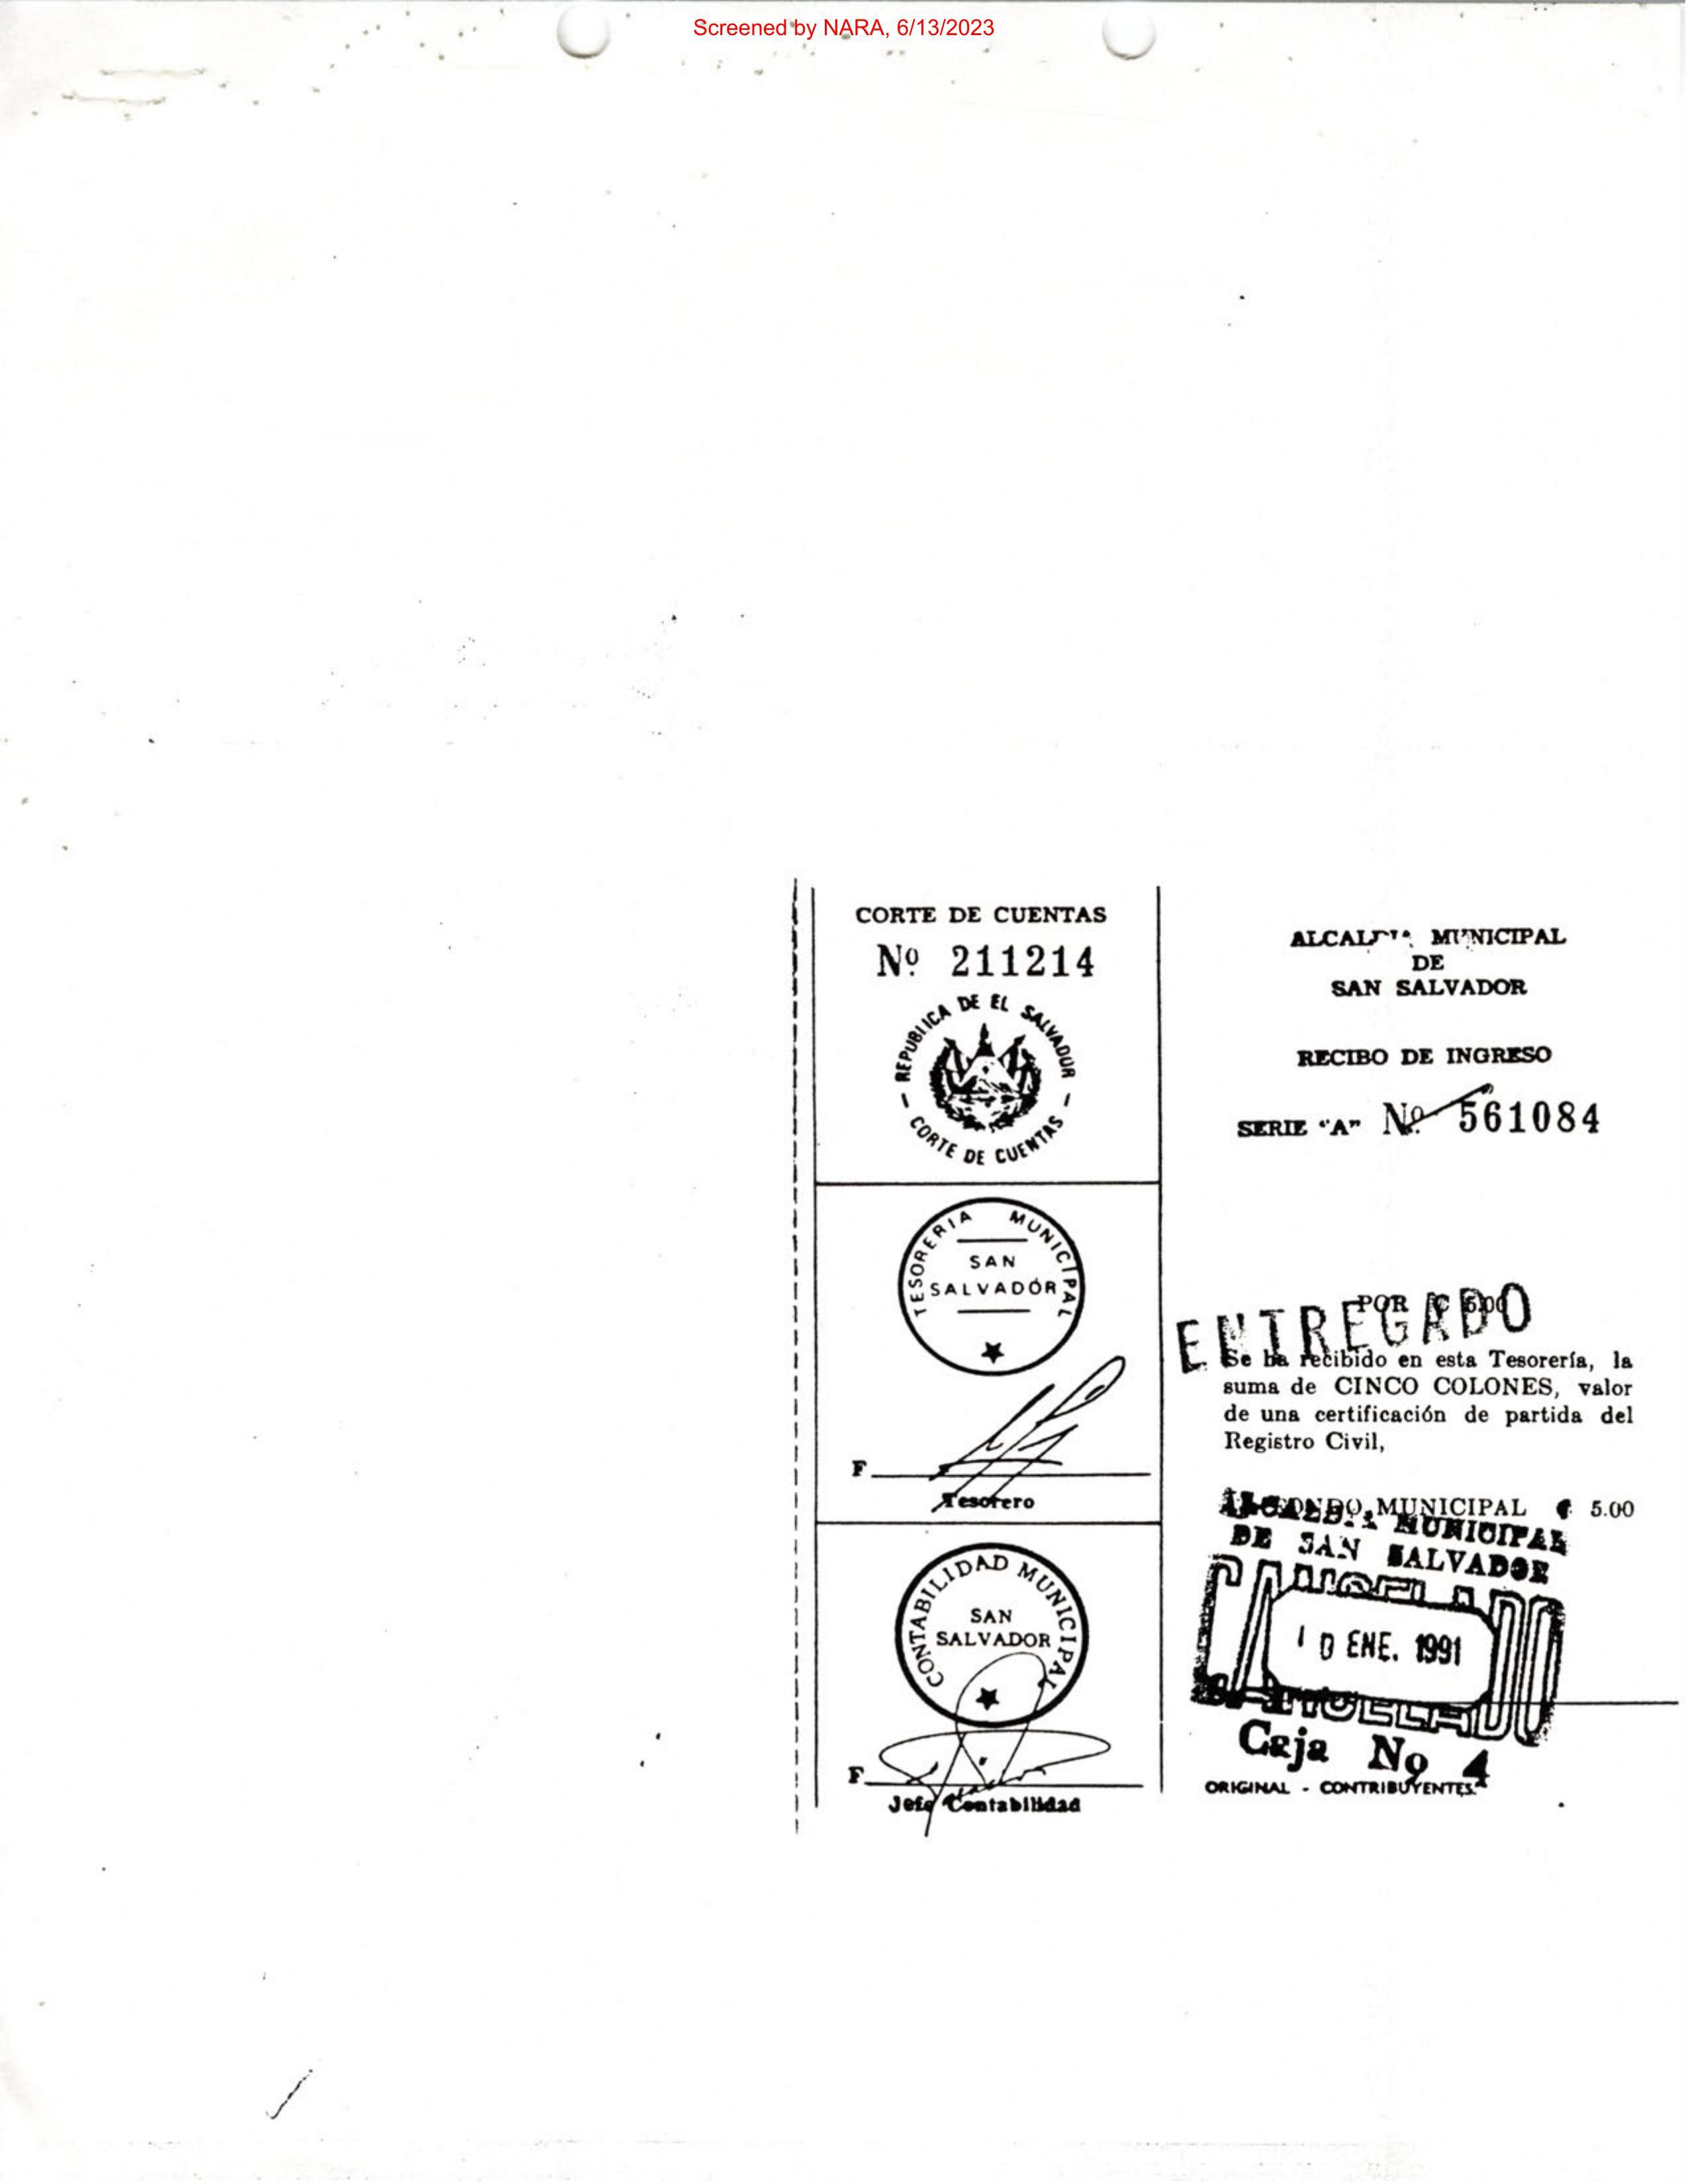 Screened by NARA, 6/13/2023
CORTE DE CUENTAS
Nº 211214
REPUBLICA DE EL SALVADOR
CORTE DE CUENTAS
TESORERIA MUNICIPAL
SAN
SALVADOR
F
Tesorero
CONTABILIDAD MUNICIPAL
SAN
SALVADOR
F
Jefe Contabilidad
ALCALDIA MUNICIPAL
DE
SAN SALVADOR
RECIBO DE INGRESO
SERIE "A" Nº 561084
POR ₡ 5.00
ENTREGADO
Se ha recibido en esta Tesorería, la
suma de CINCO COLONES, valor
de una certificación de partida del
Registro Civil,
FONDO MUNICIPAL ₡ 5.00
ALCALDIA MUNICIPAL
DE SAN SALVADOR
CANCELADO
10 ENE. 1991
CANCELADO
Caja No 4
ORIGINAL - CONTRIBUYENTES